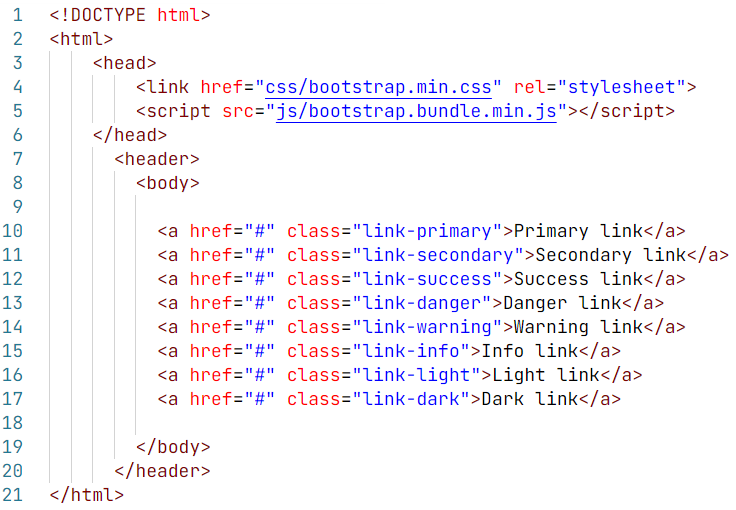 1 <!DOCTYPE html>
2 <html>
3     <head>
4         <link href="css/bootstrap.min.css" rel="stylesheet">
5         <script src="js/bootstrap.bundle.min.js"></script>
6     </head>
7       <header>
8         <body>
9
10           <a href="#" class="link-primary">Primary link</a>
11           <a href="#" class="link-secondary">Secondary link</a>
12           <a href="#" class="link-success">Success link</a>
13           <a href="#" class="link-danger">Danger link</a>
14           <a href="#" class="link-warning">Warning link</a>
15           <a href="#" class="link-info">Info link</a>
16           <a href="#" class="link-light">Light link</a>
17           <a href="#" class="link-dark">Dark link</a>
18
19         </body>
20       </header>
21 </html>